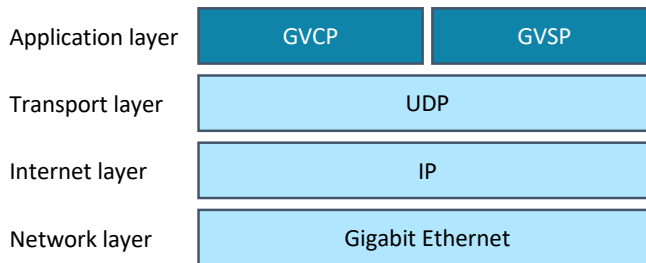 Application layer GVCP GVSP
Transport layer UDP
Internet layer IP
Network layer Gigabit Ethernet